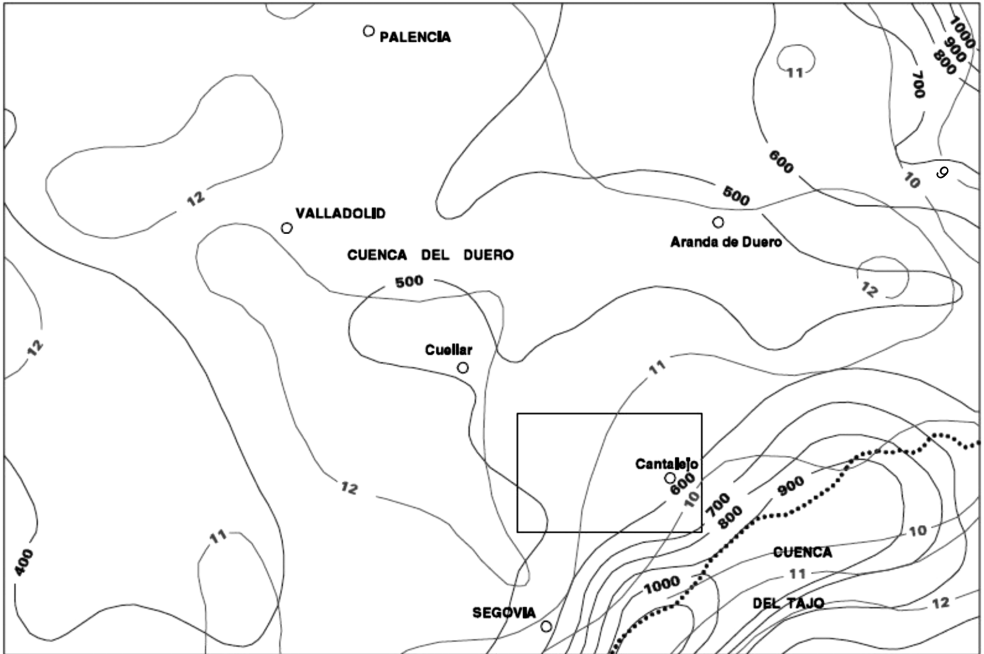 1000
PALENCIA
900
800
11
700
600
10
9
12
500
VALLADOLID
Aranda de Duero
CUENCA DEL DUERO
500
12
12
Cuellar
11
Cantalejo
600
900
12
10
700
800
10
11
CUENCA
400
11
1000
DEL TAJO
12
SEGOVIA